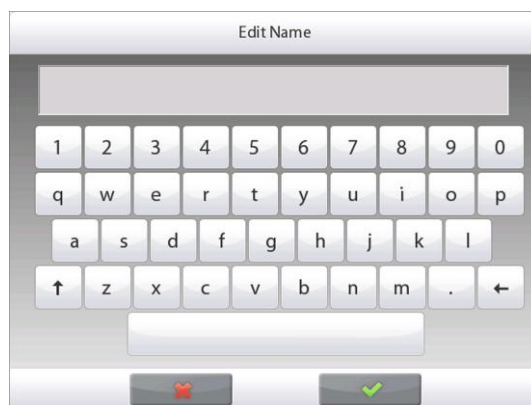 Edit Name
1 2 3 4 5 6 7 8 9 0
q w e r t y u i o p
a s d f g h j k l
↑ z x c v b n m . ←